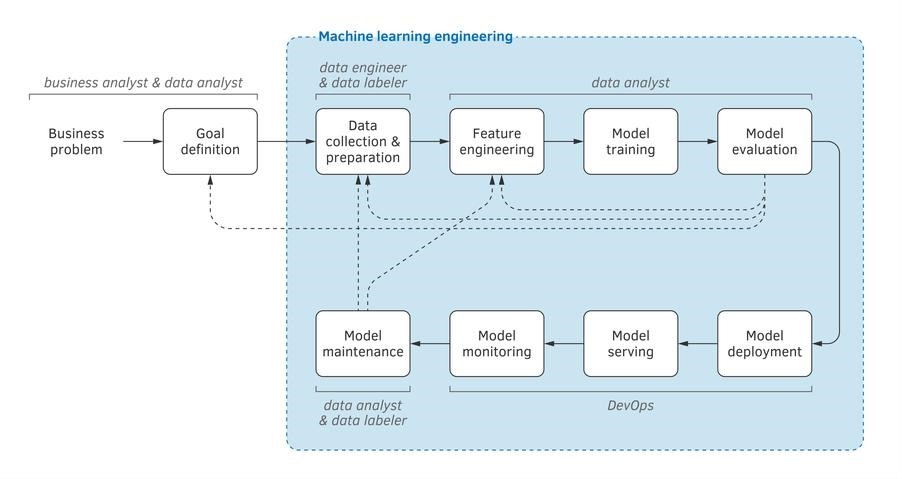 Machine learning engineering
data engineer
& data labeler
business analyst & data analyst
data analyst
Business
problem
Goal
definition
Data
collection &
preparation
Feature
engineering
Model
training
Model
evaluation
Model
maintenance
Model
monitoring
Model
serving
Model
deployment
data analyst
& data labeler
DevOps